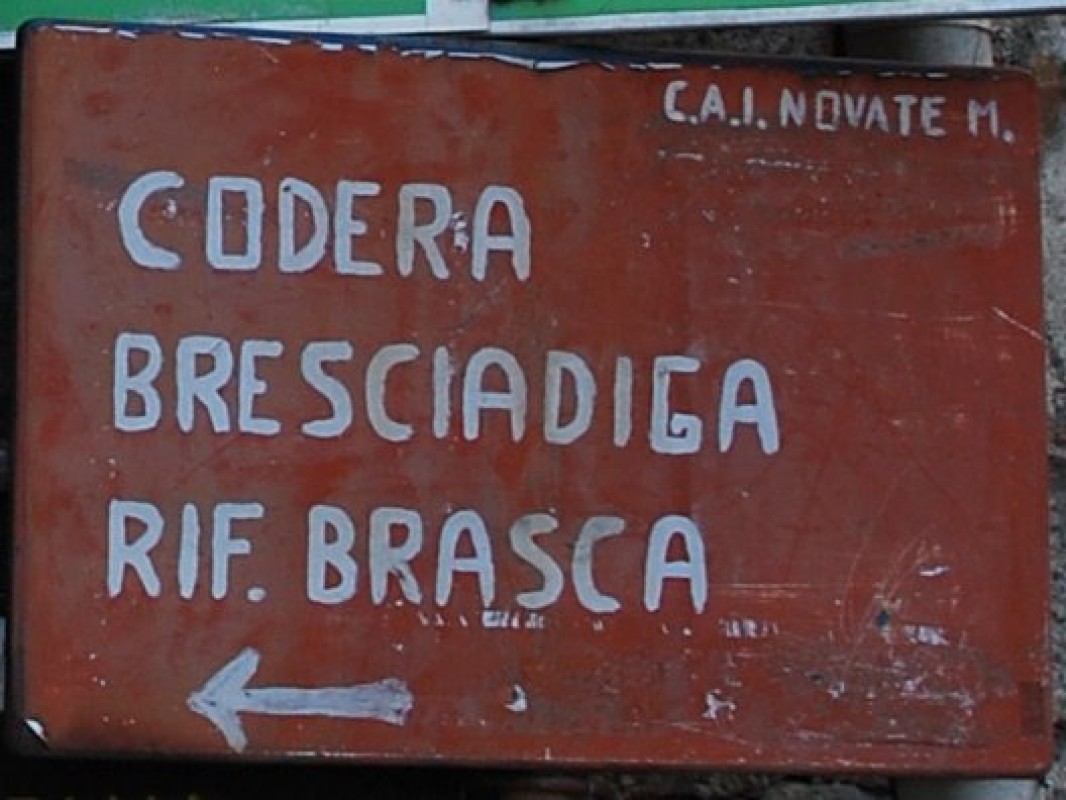 C.A.I. NOVATE M.
CODERA
BRESCIADIGA
RIF. BRASCA